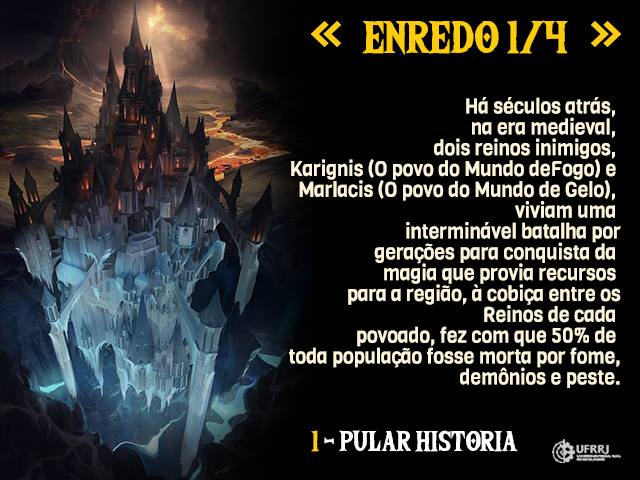 « ENREDO 1/4 »
Há séculos atrás,
na era medieval,
dois reinos inimigos,
Karignis (O povo do Mundo deFogo) e
Marlacis (O povo do Mundo de Gelo),
viviam uma
interminável batalha por
gerações para conquista da
magia que provia recursos
para a região, à cobiça entre os
Reinos de cada
povoado, fez com que 50% de
toda população fosse morta por fome,
demônios e peste.
1 - PULAR HISTORIA
UFRRJ